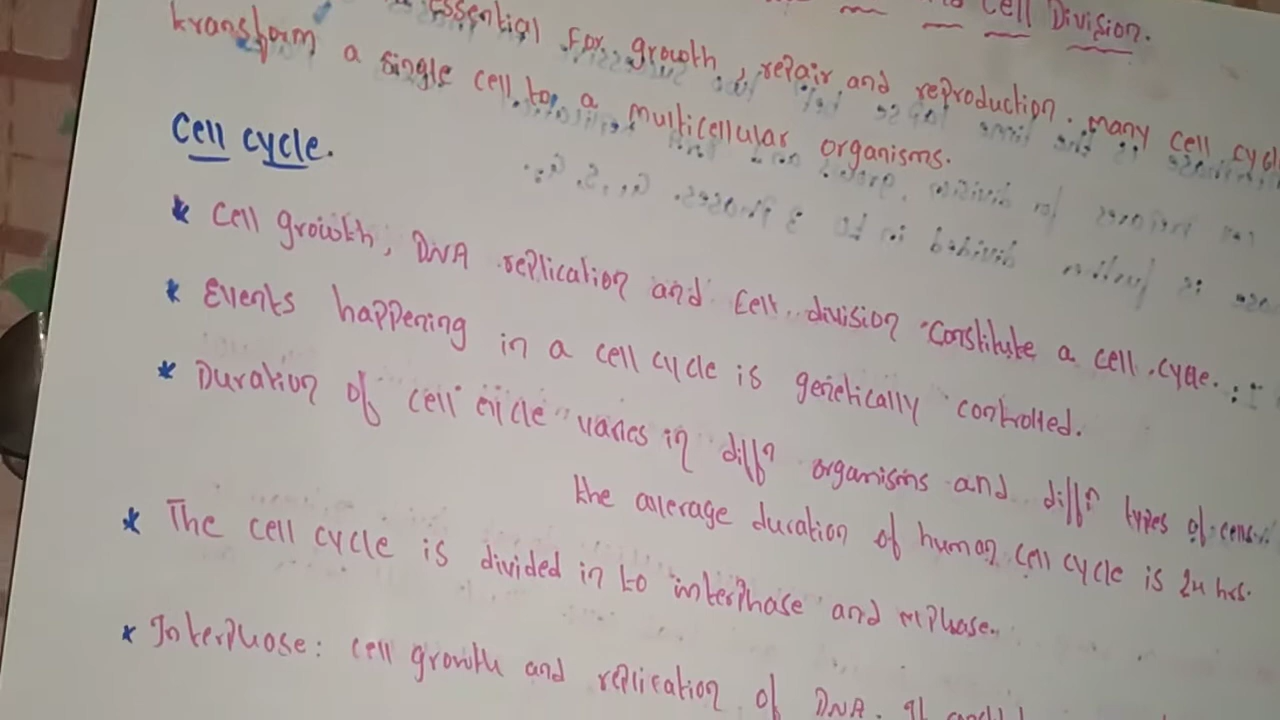 Cell Division.
Essential for growth, repair and reproduction. Many cell cycl
transform a single cell to a multicellular organisms.
Cell cycle.
* Cell growth, DNA replication and Cell division constitute a cell cycle.
* Events happening in a cell cycle is genetically controlled.
* Duration of cell cicle varies in diffn organisms and diffn types of cells.
the average duration of human cell cycle is 24 hrs.
* The cell cycle is divided in to interphase and mphase.
* Interphase: cell growth and replication of DNA.